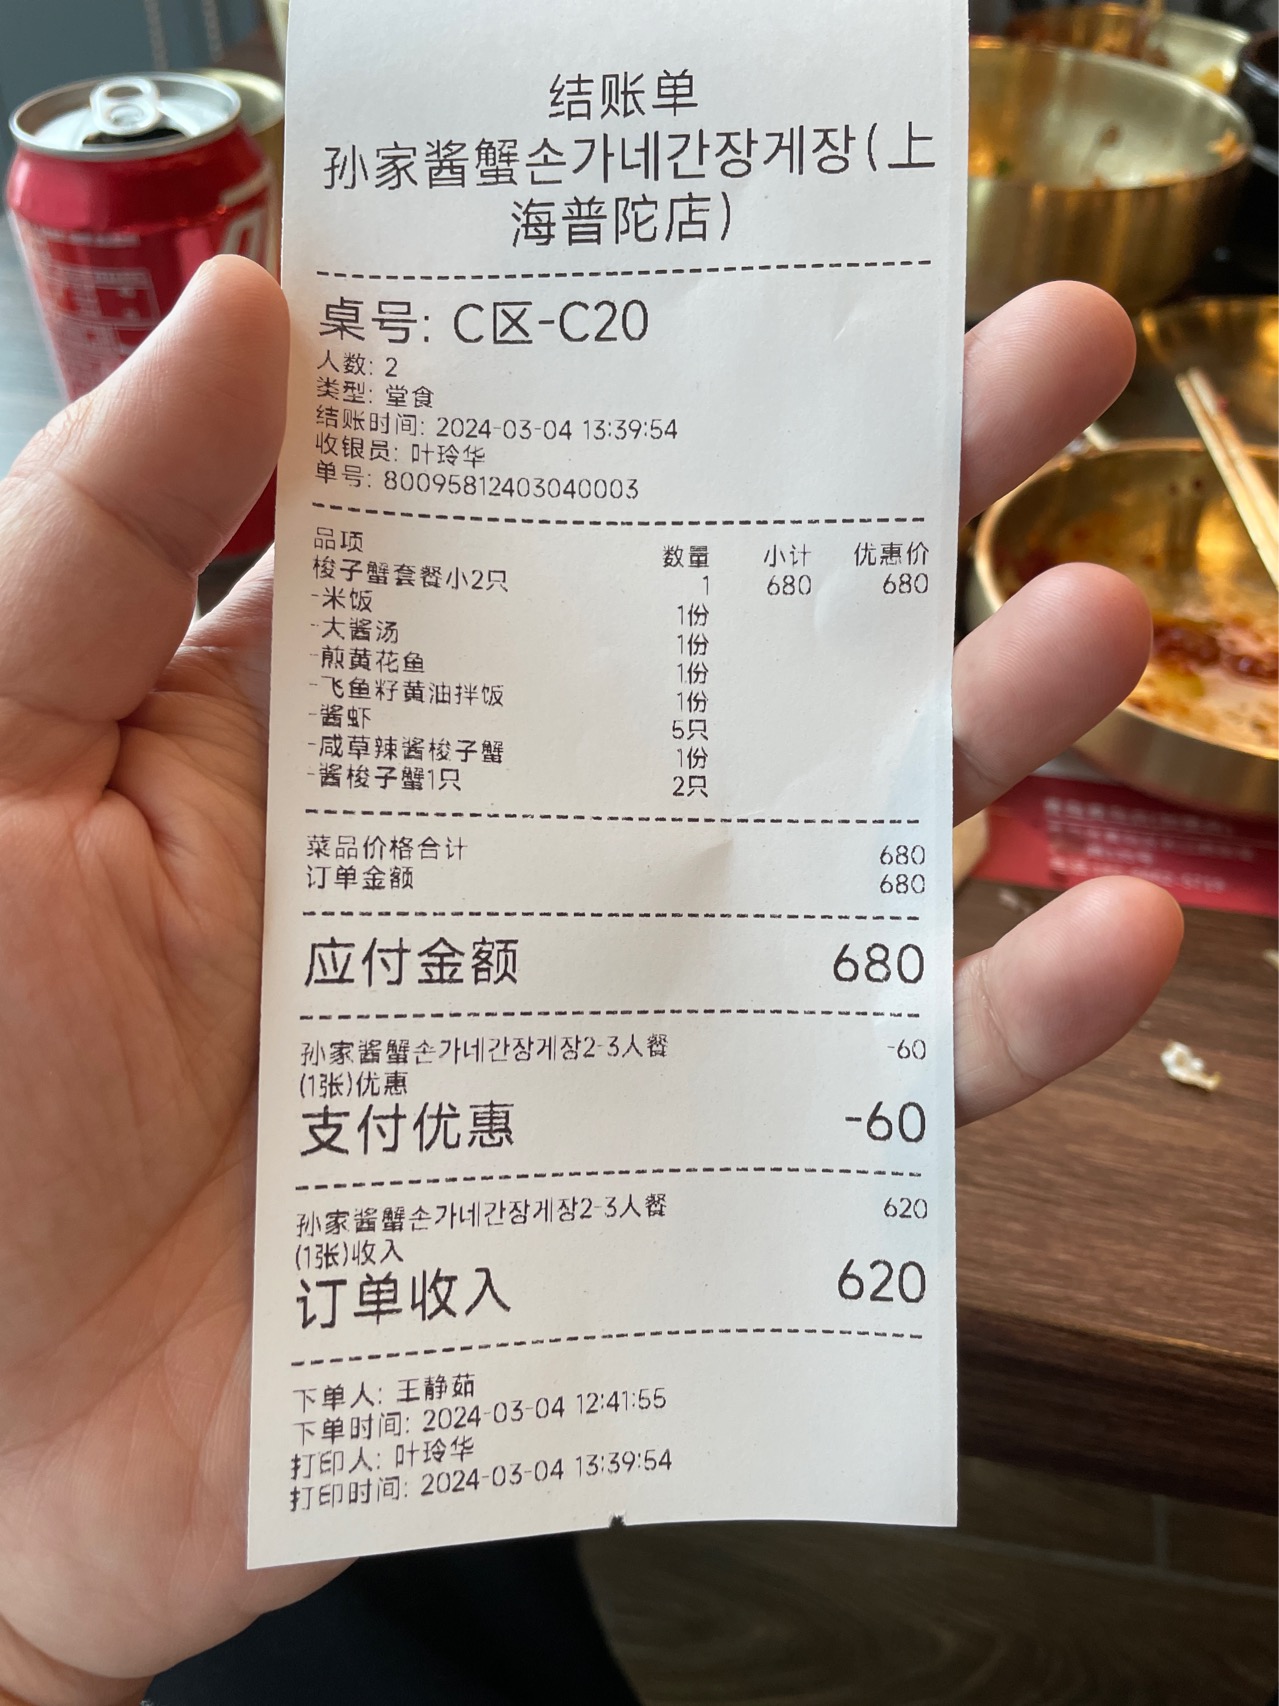 结账单
孙家酱蟹손가네간장게장(上
海普陀店)
桌号: C区-C20
人数: 2
类型: 堂食
结账时间: 2024-03-04 13:39:54
收银员: 叶玲华
单号: 80095812403040003
品项 数量 小计 优惠价
梭子蟹套餐小2只 1 680 680
-米饭 1份
-大酱汤 1份
-煎黄花鱼 1份
-飞鱼籽黄油拌饭 1份
-酱虾 5只
-咸草辣酱梭子蟹 1份
-酱梭子蟹1只 2只
菜品价格合计 680
订单金额 680
应付金额 680
孙家酱蟹손가네간장게장2-3人餐 -60
(1张)优惠
支付优惠 -60
孙家酱蟹손가네간장게장2-3人餐 620
(1张)收入
订单收入 620
下单人: 王静茹
下单时间: 2024-03-04 12:41:55
打印人: 叶玲华
打印时间: 2024-03-04 13:39:54